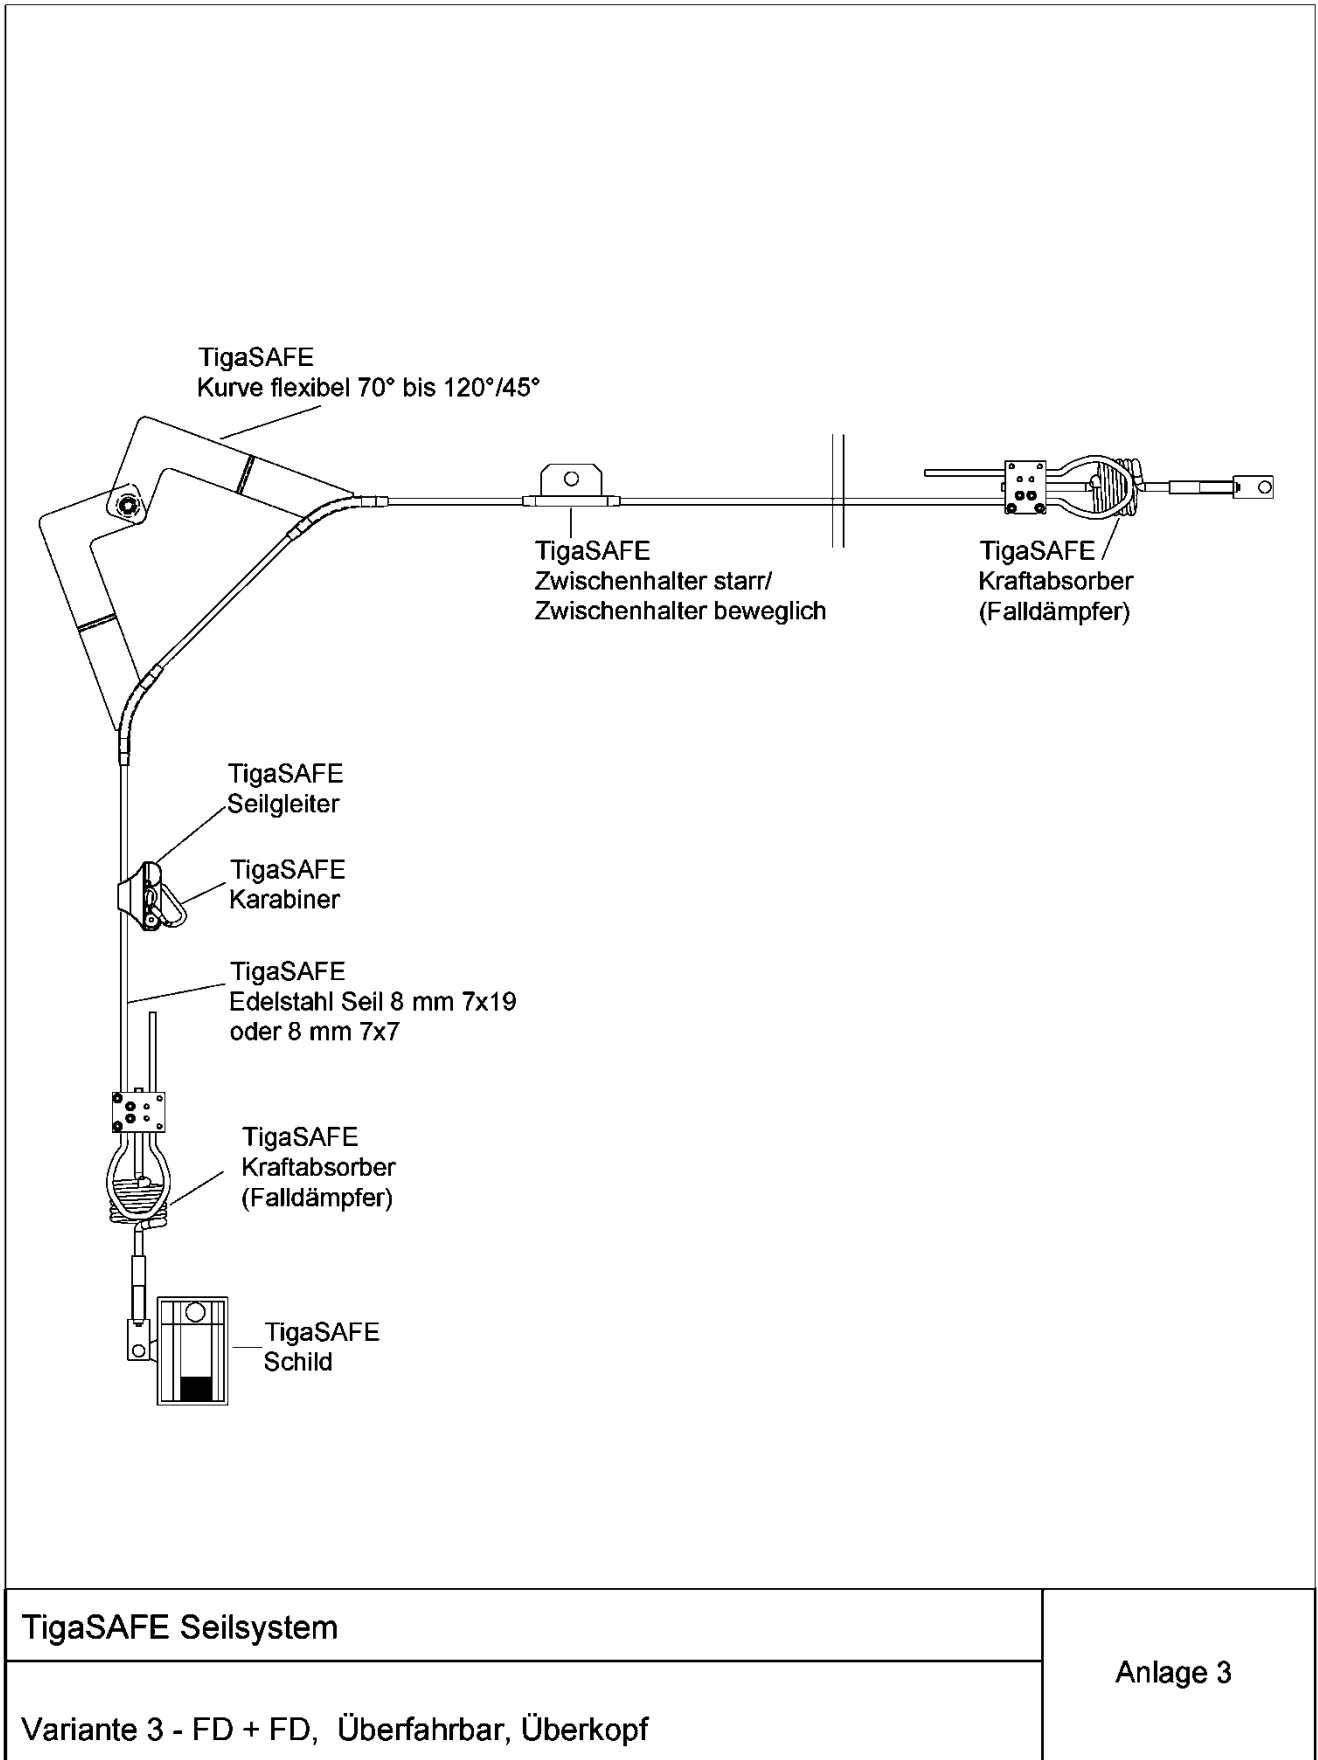 TigaSAFE
Kurve flexibel 70° bis 120°/45°
TigaSAFE
Zwischenhalter starr/
Zwischenhalter beweglich
TigaSAFE
Kraftabsorber
(Falldämpfer)
TigaSAFE
Seilgleiter
TigaSAFE
Karabiner
TigaSAFE
Edelstahl Seil 8 mm 7x19
oder 8 mm 7x7
TigaSAFE
Kraftabsorber
(Falldämpfer)
TigaSAFE
Schild
TigaSAFE Seilsystem
Variante 3 - FD + FD, Überfahrbar, Überkopf
Anlage 3